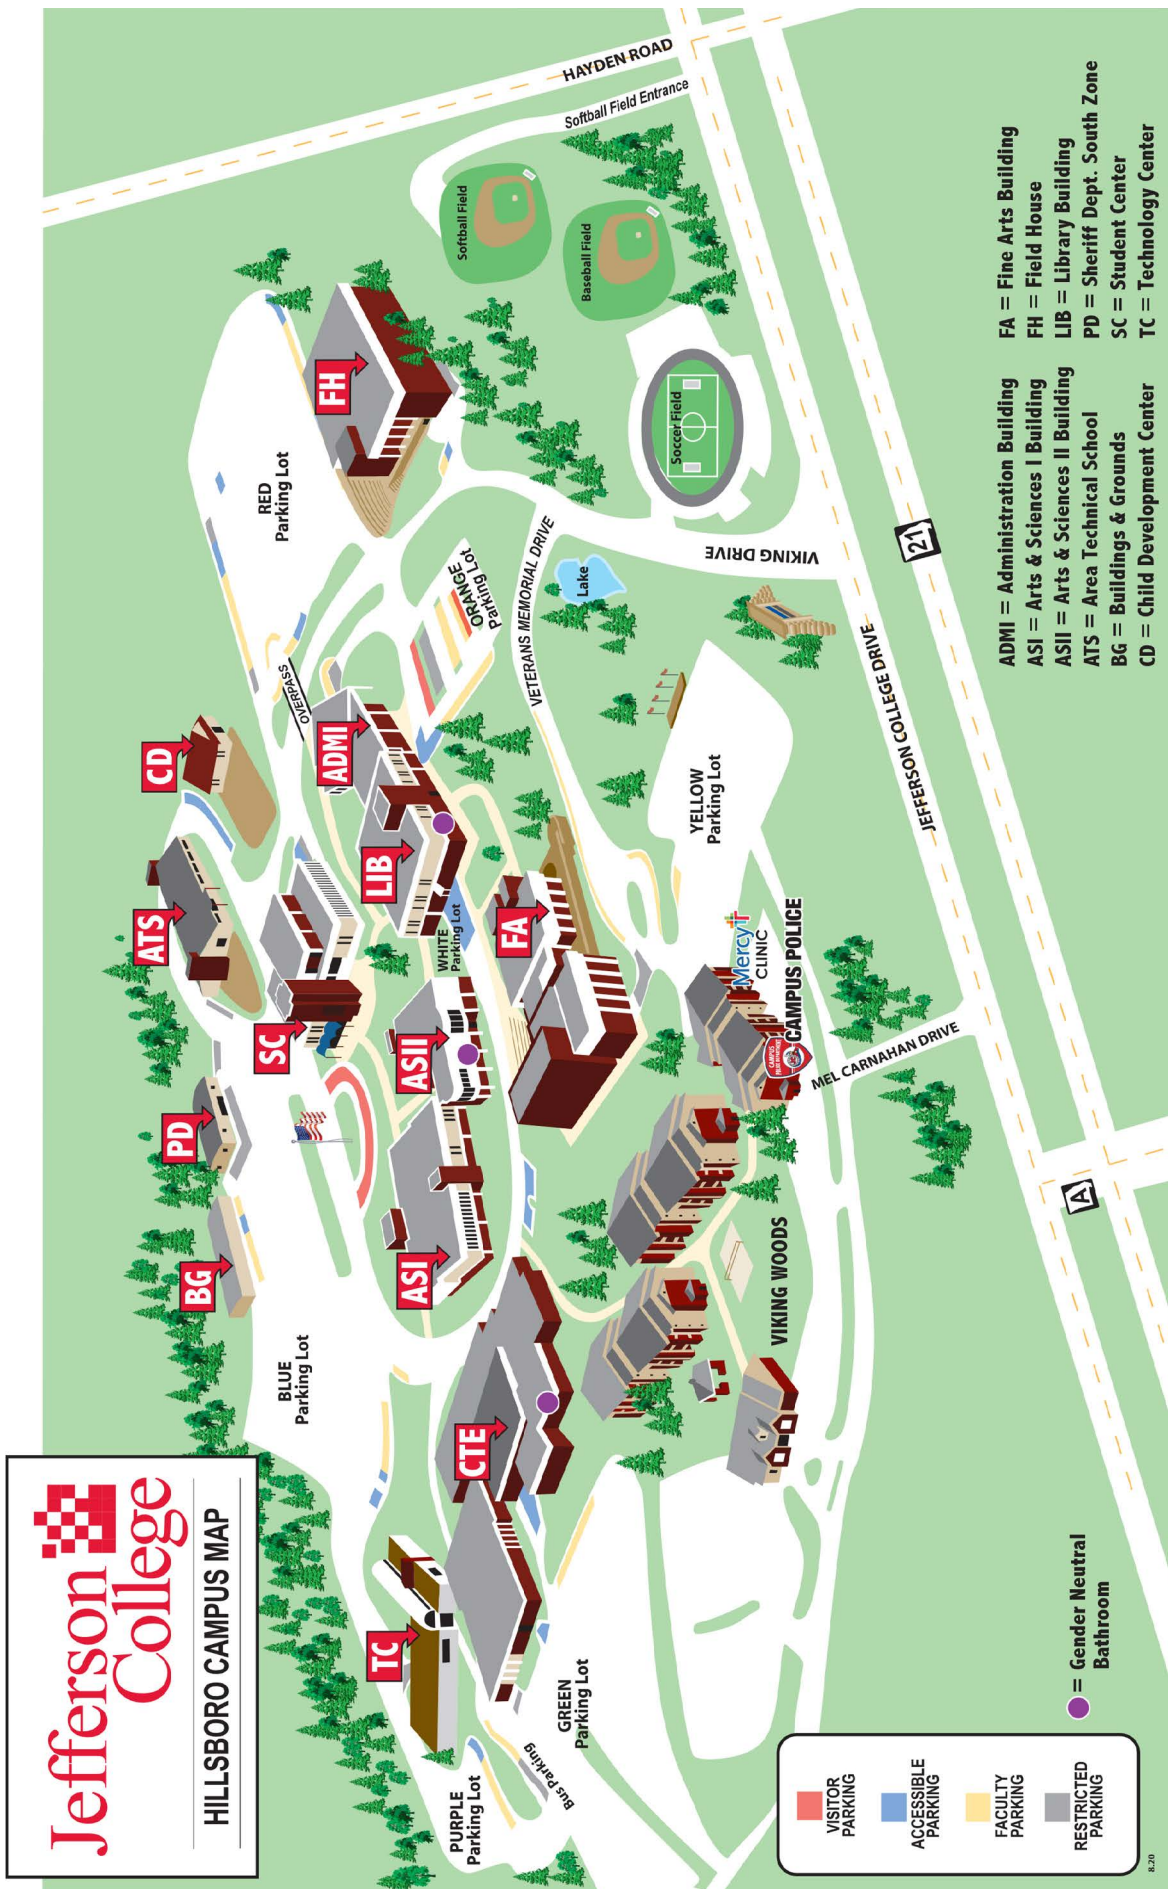 Jefferson
College
HILLSBORO CAMPUS MAP
BG
PD
ATS
CD
SC
TC
CTE
ASI
ASII
LIB
ADMI
FH
FA
BLUE
Parking Lot
RED
Parking Lot
OVERPASS
ORANGE
Parking Lot
WHITE
Parking Lot
PURPLE
Parking Lot
Bus Parking
GREEN
Parking Lot
YELLOW
Parking Lot
VETERANS MEMORIAL DRIVE
Lake
VIKING DRIVE
Soccer Field
Baseball Field
Softball Field
Softball Field Entrance
HAYDEN ROAD
VIKING WOODS
Mercy
CLINIC
CAMPUS
POLICE DEPARTMENT
CAMPUS POLICE
MEL CARNAHAN DRIVE
JEFFERSON COLLEGE DRIVE
21
A
VISITOR
PARKING
ACCESSIBLE
PARKING
FACULTY
PARKING
RESTRICTED
PARKING
= Gender Neutral
Bathroom
ADMI = Administration Building
ASI = Arts & Sciences I Building
ASII = Arts & Sciences II Building
ATS = Area Technical School
BG = Buildings & Grounds
CD = Child Development Center
FA = Fine Arts Building
FH = Field House
LIB = Library Building
PD = Sheriff Dept. South Zone
SC = Student Center
TC = Technology Center
8.20